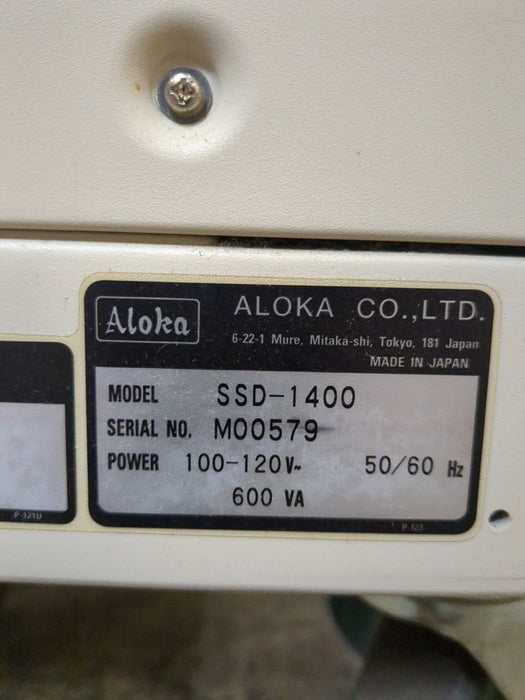 Aloka
ALOKA CO.,LTD.
6-22-1 Mure, Mitaka-shi, Tokyo, 181 Japan
MADE IN JAPAN
MODEL SSD-1400
SERIAL NO. M00579
POWER 100-120V~ 50/60 Hz
600 VA
P-121U
P-123